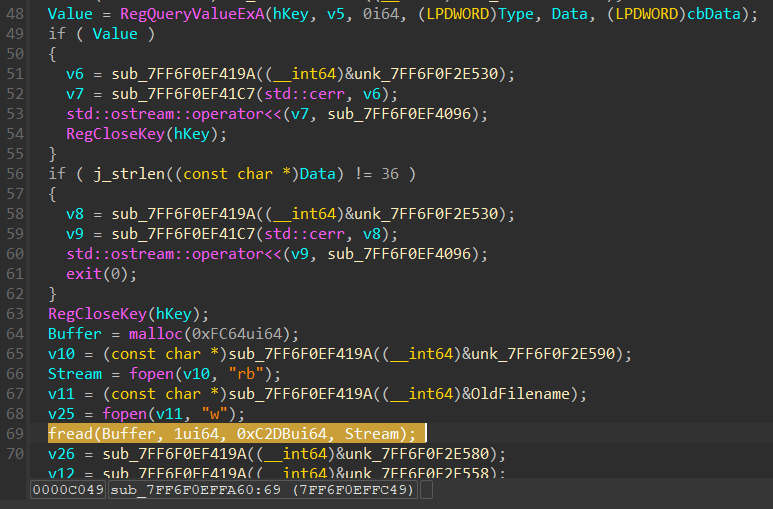 48 Value = RegQueryValueExA(hKey, v5, 0i64, (LPDWORD)Type, Data, (LPDWORD)cbData);
49 if ( Value )
50 {
51 v6 = sub_7FF6F0EF419A((__int64)&unk_7FF6F0F2E530);
52 v7 = sub_7FF6F0EF41C7(std::cerr, v6);
53 std::ostream::operator<<(v7, sub_7FF6F0EF4096);
54 RegCloseKey(hKey);
55 }
56 if ( j_strlen((const char *)Data) != 36 )
57 {
58 v8 = sub_7FF6F0EF419A((__int64)&unk_7FF6F0F2E530);
59 v9 = sub_7FF6F0EF41C7(std::cerr, v8);
60 std::ostream::operator<<(v9, sub_7FF6F0EF4096);
61 exit(0);
62 }
63 RegCloseKey(hKey);
64 Buffer = malloc(0xFC64ui64);
65 v10 = (const char *)sub_7FF6F0EF419A((__int64)&unk_7FF6F0F2E590);
66 Stream = fopen(v10, "rb");
67 v11 = (const char *)sub_7FF6F0EF419A((__int64)&OldFilename);
68 v25 = fopen(v11, "w");
69 fread(Buffer, 1ui64, 0xC2DBui64, Stream);
70 v26 = sub_7FF6F0EF419A((__int64)&unk_7FF6F0F2E580);
v12 = sub_7FF6F0EF419A((__int64)&unk_7FF6F0F2E558);
0000C049 sub_7FF6F0EFFA60:69 (7FF6F0EFFC49)